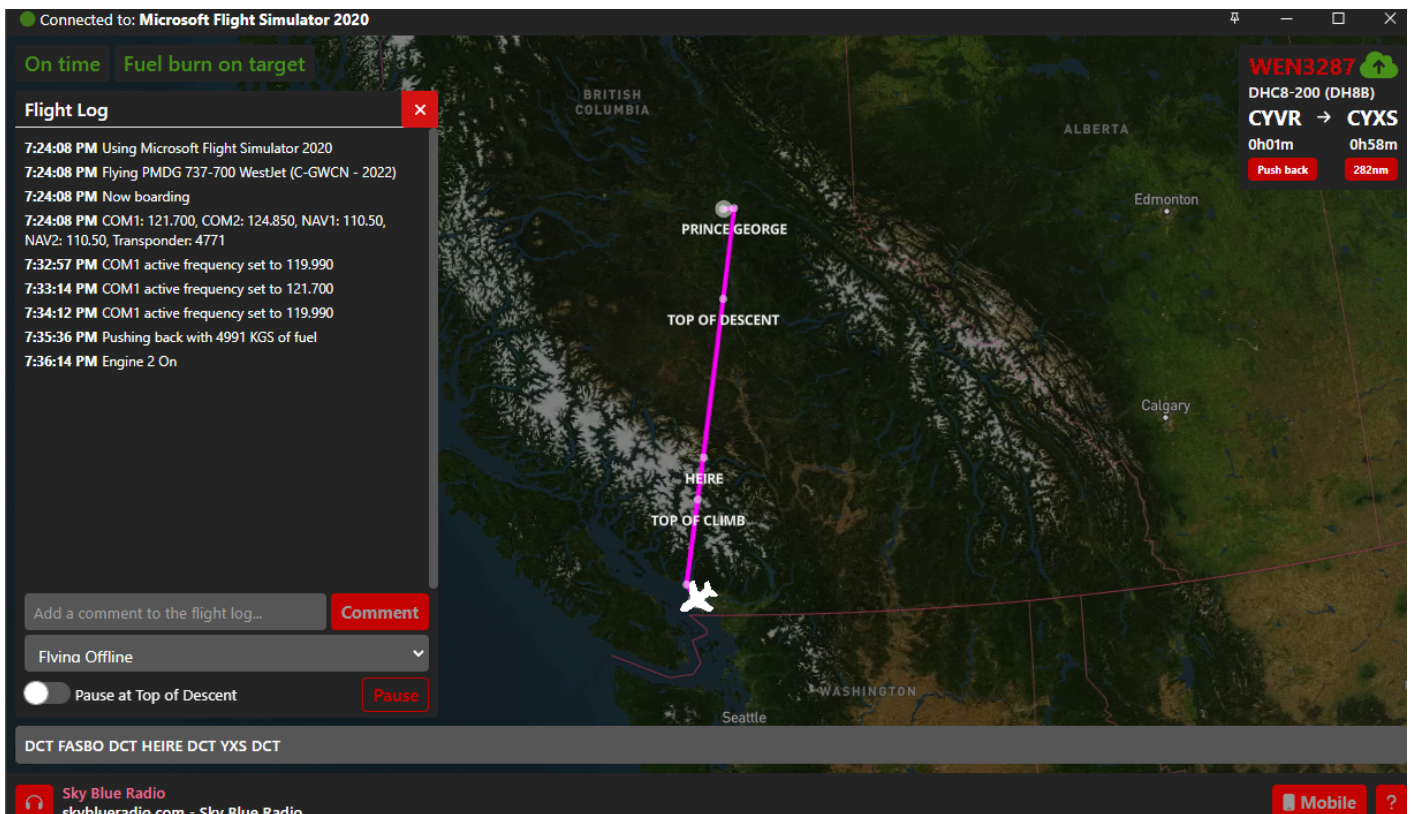 Connected to: Microsoft Flight Simulator 2020
On time
Fuel burn on target
WEN3287
DHC8-200 (DH8B)
CYVR → CYXS
0h01m 0h58m
Push back 282nm
Flight Log
7:24:08 PM Using Microsoft Flight Simulator 2020
7:24:08 PM Flying PMDG 737-700 WestJet (C-GWCN - 2022)
7:24:08 PM Now boarding
7:24:08 PM COM1: 121.700, COM2: 124.850, NAV1: 110.50,
NAV2: 110.50, Transponder: 4771
7:32:57 PM COM1 active frequency set to 119.990
7:33:14 PM COM1 active frequency set to 121.700
7:34:12 PM COM1 active frequency set to 119.990
7:35:36 PM Pushing back with 4991 KGS of fuel
7:36:14 PM Engine 2 On
Add a comment to the flight log...
Comment
Flying Offline
Pause at Top of Descent
Pause
BRITISH
COLUMBIA
ALBERTA
Edmonton
PRINCE GEORGE
TOP OF DESCENT
Calgary
HEIRE
TOP OF CLIMB
WASHINGTON
Seattle
DCT FASBO DCT HEIRE DCT YXS DCT
Sky Blue Radio
skyblueradio.com - Sky Blue Radio
Mobile
?